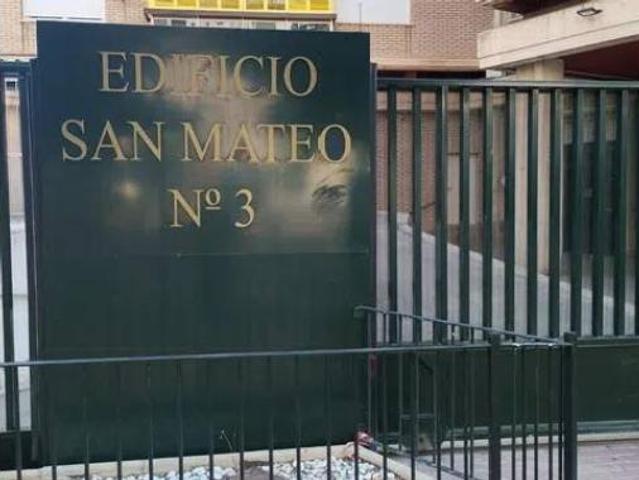 EDIFICIO
SAN MATEO
Nº 3